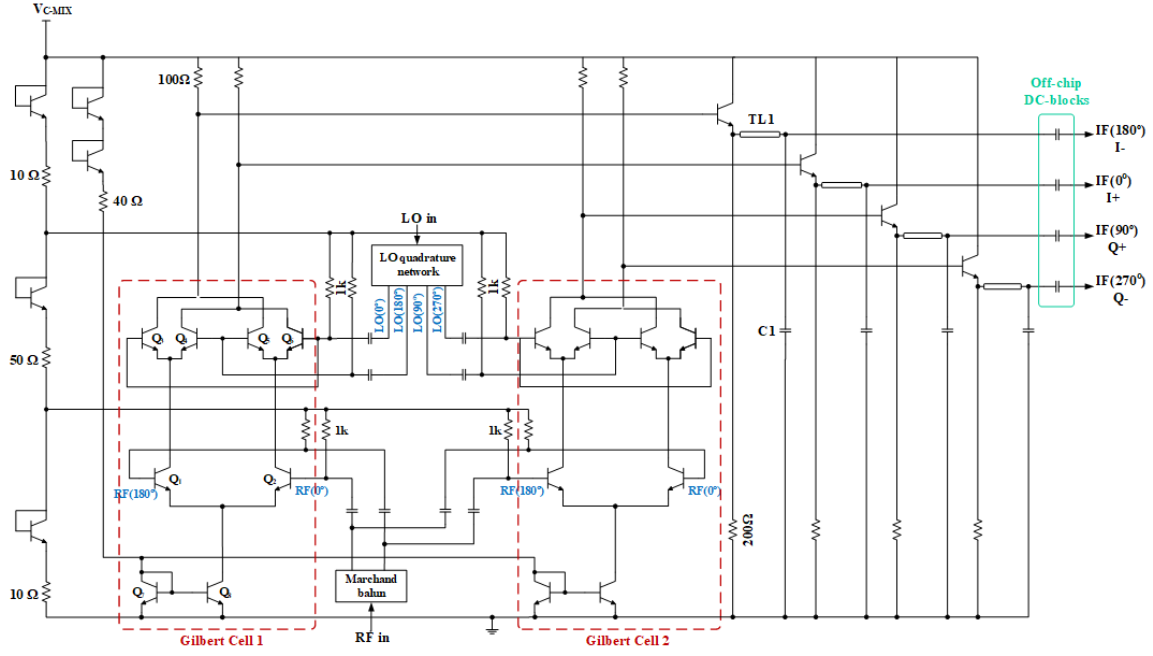 V_C-MIX
100Ω
Off-chip
DC-blocks
TL1
IF(180°)
I-
10 Ω
40 Ω
IF(0°)
I+
LO in
IF(90°)
Q+
LO quadrature
network
1k
1k
IF(270°)
Q-
LO(0°)
LO(180°)
LO(90°)
LO(270°)
C1
Q3
Q4
Q5
50 Ω
1k
1k
Q1
Q2
RF(180°)
RF(0°)
RF(180°)
RF(0°)
200Ω
Marchand
balun
10 Ω
Q8
RF in
Gilbert Cell 1
Gilbert Cell 2